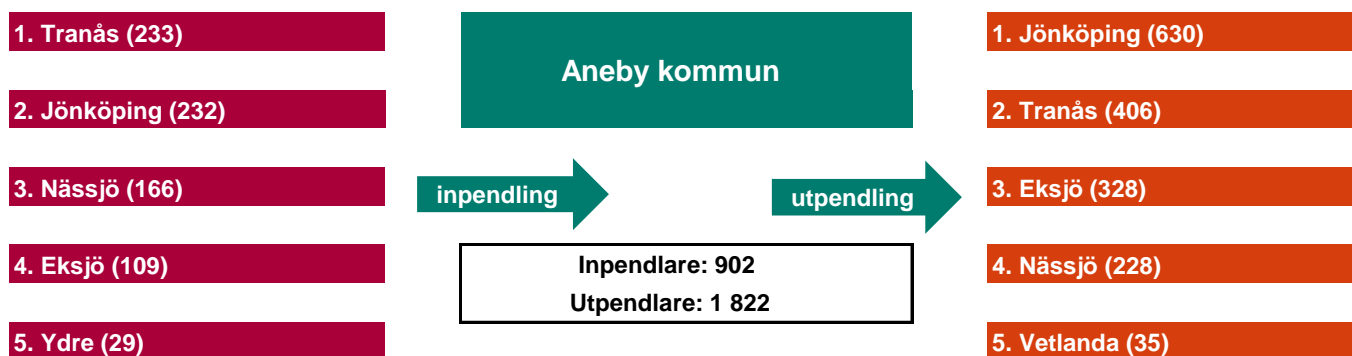 1. Tranås (233)
2. Jönköping (232)
3. Nässjö (166)
4. Eksjö (109)
5. Ydre (29)
Aneby kommun
inpendling
utpendling
Inpendlare: 902
Utpendlare: 1 822
1. Jönköping (630)
2. Tranås (406)
3. Eksjö (328)
4. Nässjö (228)
5. Vetlanda (35)